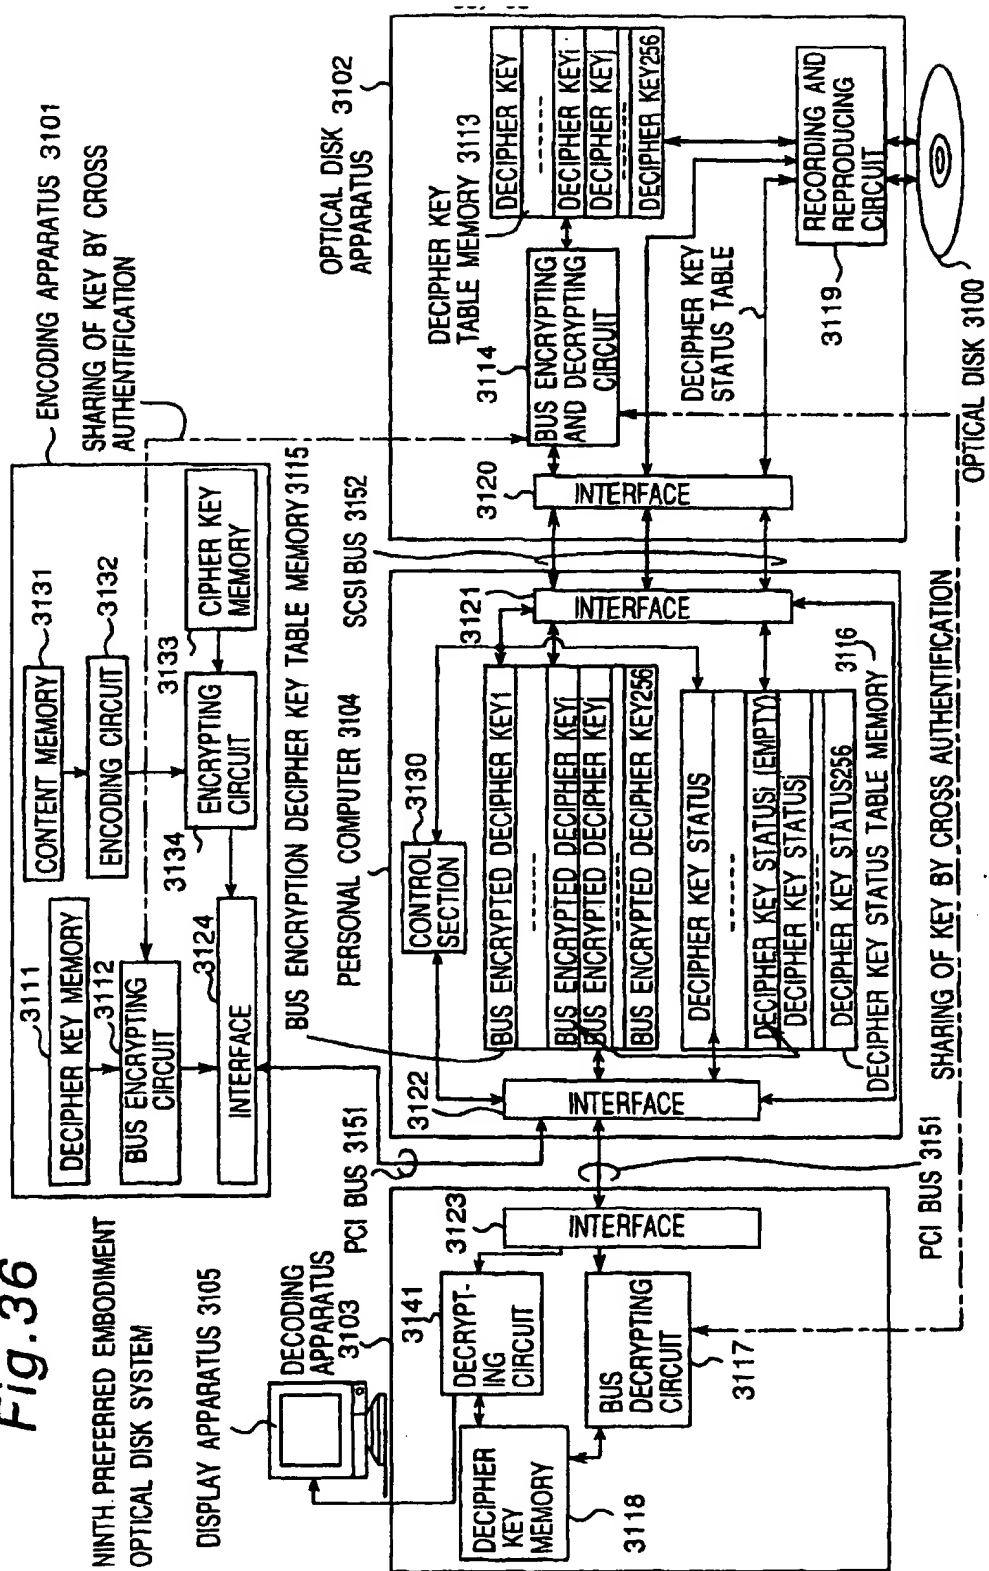 Fig.36
NINTH PREFERRED EMBODIMENT
OPTICAL DISK SYSTEM
ENCODING APPARATUS 3101
SHARING OF KEY BY CROSS
AUTHENTIFICATION
3111
DECIPHER KEY MEMORY
3112
BUS ENCRYPTING
CIRCUIT
3124
INTERFACE
3131
CONTENT MEMORY
3132
ENCODING CIRCUIT
3133
CIPHER KEY
MEMORY
3134
ENCRYPTING
CIRCUIT
DISPLAY APPARATUS 3105
DECODING
APPARATUS
3103
3141
DECRYPT-
ING
CIRCUIT
DECIPHER
KEY
MEMORY
3118
BUS
DECRYPTING
CIRCUIT
3117
3123
INTERFACE
PCI BUS 3151
PCI BUS 3151
BUS ENCRYPTION DECIPHER KEY TABLE MEMORY 3115
PERSONAL COMPUTER 3104
3130
CONTROL
SECTION
3122
INTERFACE
BUS ENCRYPTED DECIPHER KEY1
BUS ENCRYPTED DECIPHER KEYi
BUS ENCRYPTED DECIPHER KEYj
BUS ENCRYPTED DECIPHER KEY256
DECIPHER KEY STATUS
DECIPHER KEY STATUSi (EMPTY)
DECIPHER KEY STATUSj
DECIPHER KEY STATUS256
DECIPHER KEY STATUS TABLE MEMORY
3116
3121
INTERFACE
SCSI BUS 3152
SHARING OF KEY BY CROSS AUTHENTIFICATION
OPTICAL DISK 3102
APPARATUS
DECIPHER KEY
TABLE MEMORY 3113
DECIPHER KEY
DECIPHER KEYi
DECIPHER KEYj
DECIPHER KEY256
3114
BUS ENCRYPTING
AND DECRYPTING
CIRCUIT
3120
INTERFACE
DECIPHER KEY
STATUS TABLE
RECORDING AND
REPRODUCING
CIRCUIT
3119
OPTICAL DISK 3100